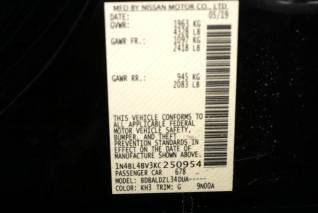 MFD BY NISSAN MOTOR CO., LTD
DATE: 05/19
GVWR: 1963 KG
4328 LB
GAWR FR.: 1097 KG
2418 LB
GAWR RR: 945 KG
2083 LB
THIS VEHICLE CONFORMS TO
ALL APPLICABLE FEDERAL
MOTOR VEHICLE SAFETY,
BUMPER, AND
THEFT PREVENTION
STANDARDS IN EFFECT ON
THE DATE OF MANUFACTURE
SHOWN ABOVE.
1N4BL4BV3KC250954
PASSENGER CAR 678
MODEL: BDBALDZL34DUA-----
COLOR: KH3 TRIM: G 9N00A